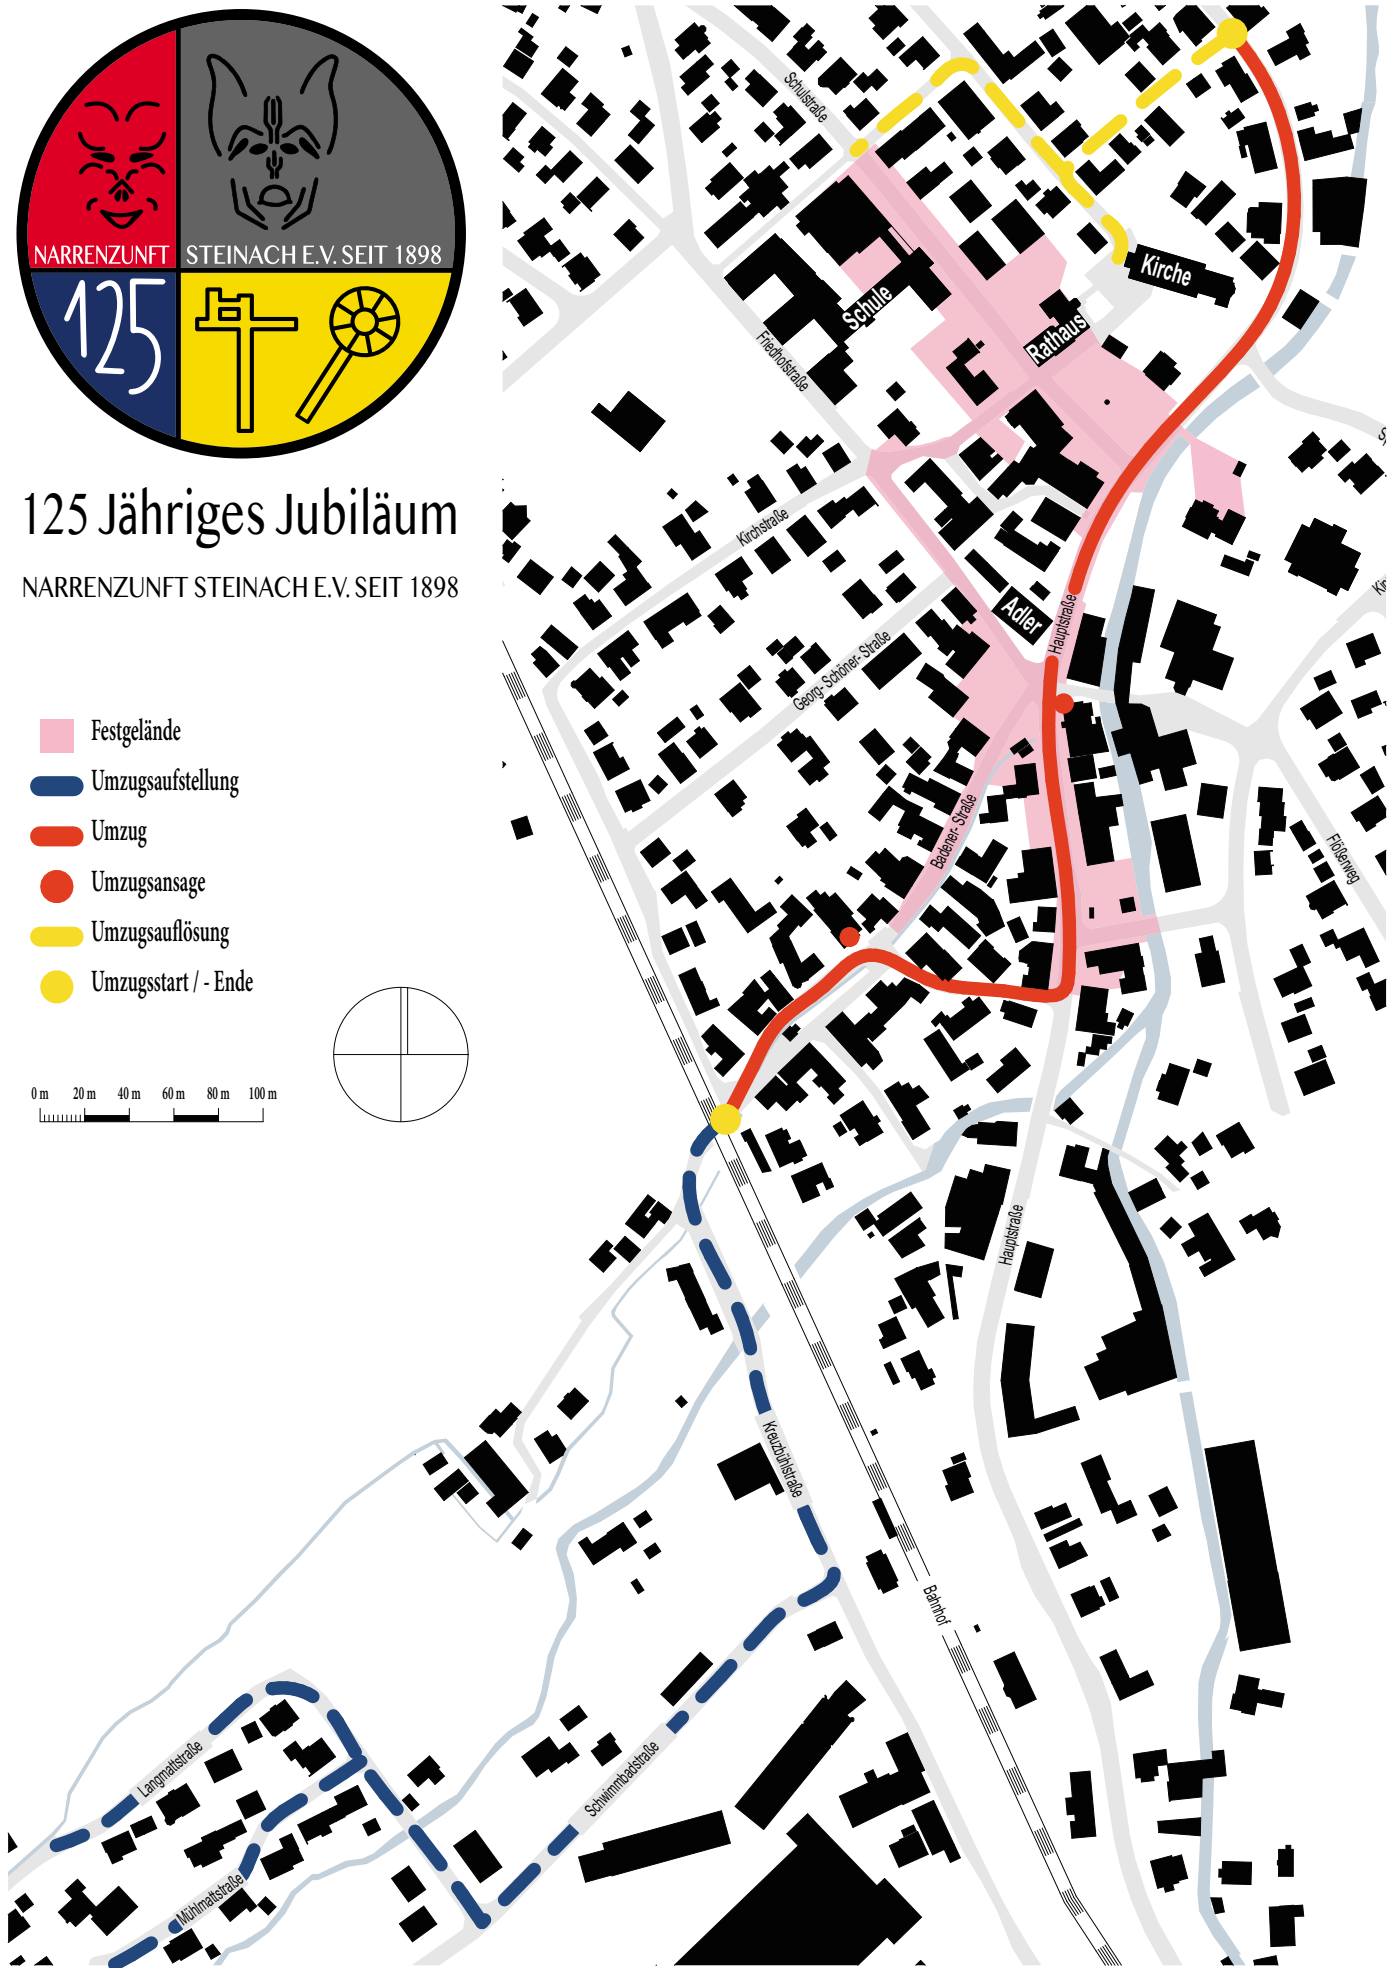 NARRENZUNFT STEINACH E.V. SEIT 1898
125
125 Jähriges Jubiläum
NARRENZUNFT STEINACH E.V. SEIT 1898
Festgelände
Umzugsaufstellung
Umzug
Umzugsansage
Umzugsauflösung
Umzugsstart / - Ende
0 m 20 m 40 m 60 m 80 m 100 m
Schulstraße
Kirche
Schule
Rathaus
Friedhofstraße
Kirchstraße
Adler
Hauptstraße
Georg- Schöner- Straße
Badener- Straße
Flößerweg
Hauptstraße
Kreuzbühlstraße
Bahnhof
Schwimmbadstraße
Langmattstraße
Mühlmattstraße